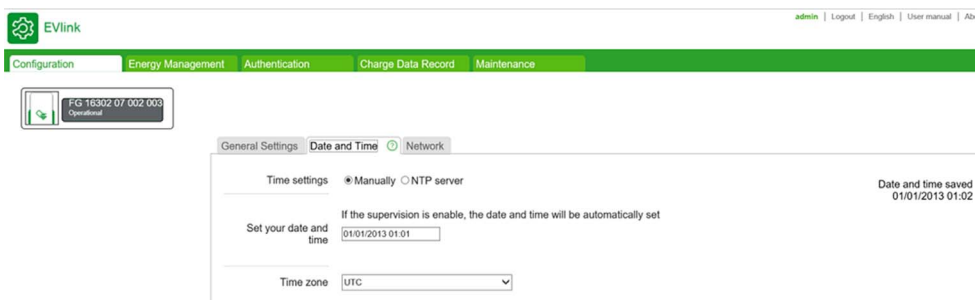 EVlink
admin | Logout | English | User manual |
Configuration Energy Management Authentication Charge Data Record Maintenance
FG 16302 07 002 003
Operational
General Settings Date and Time ? Network
Time settings Manually NTP server
Date and time saved
01/01/2013 01:02
If the supervision is enable, the date and time will be automatically set
Set your date and
time 01/01/2013 01:01
Time zone UTC